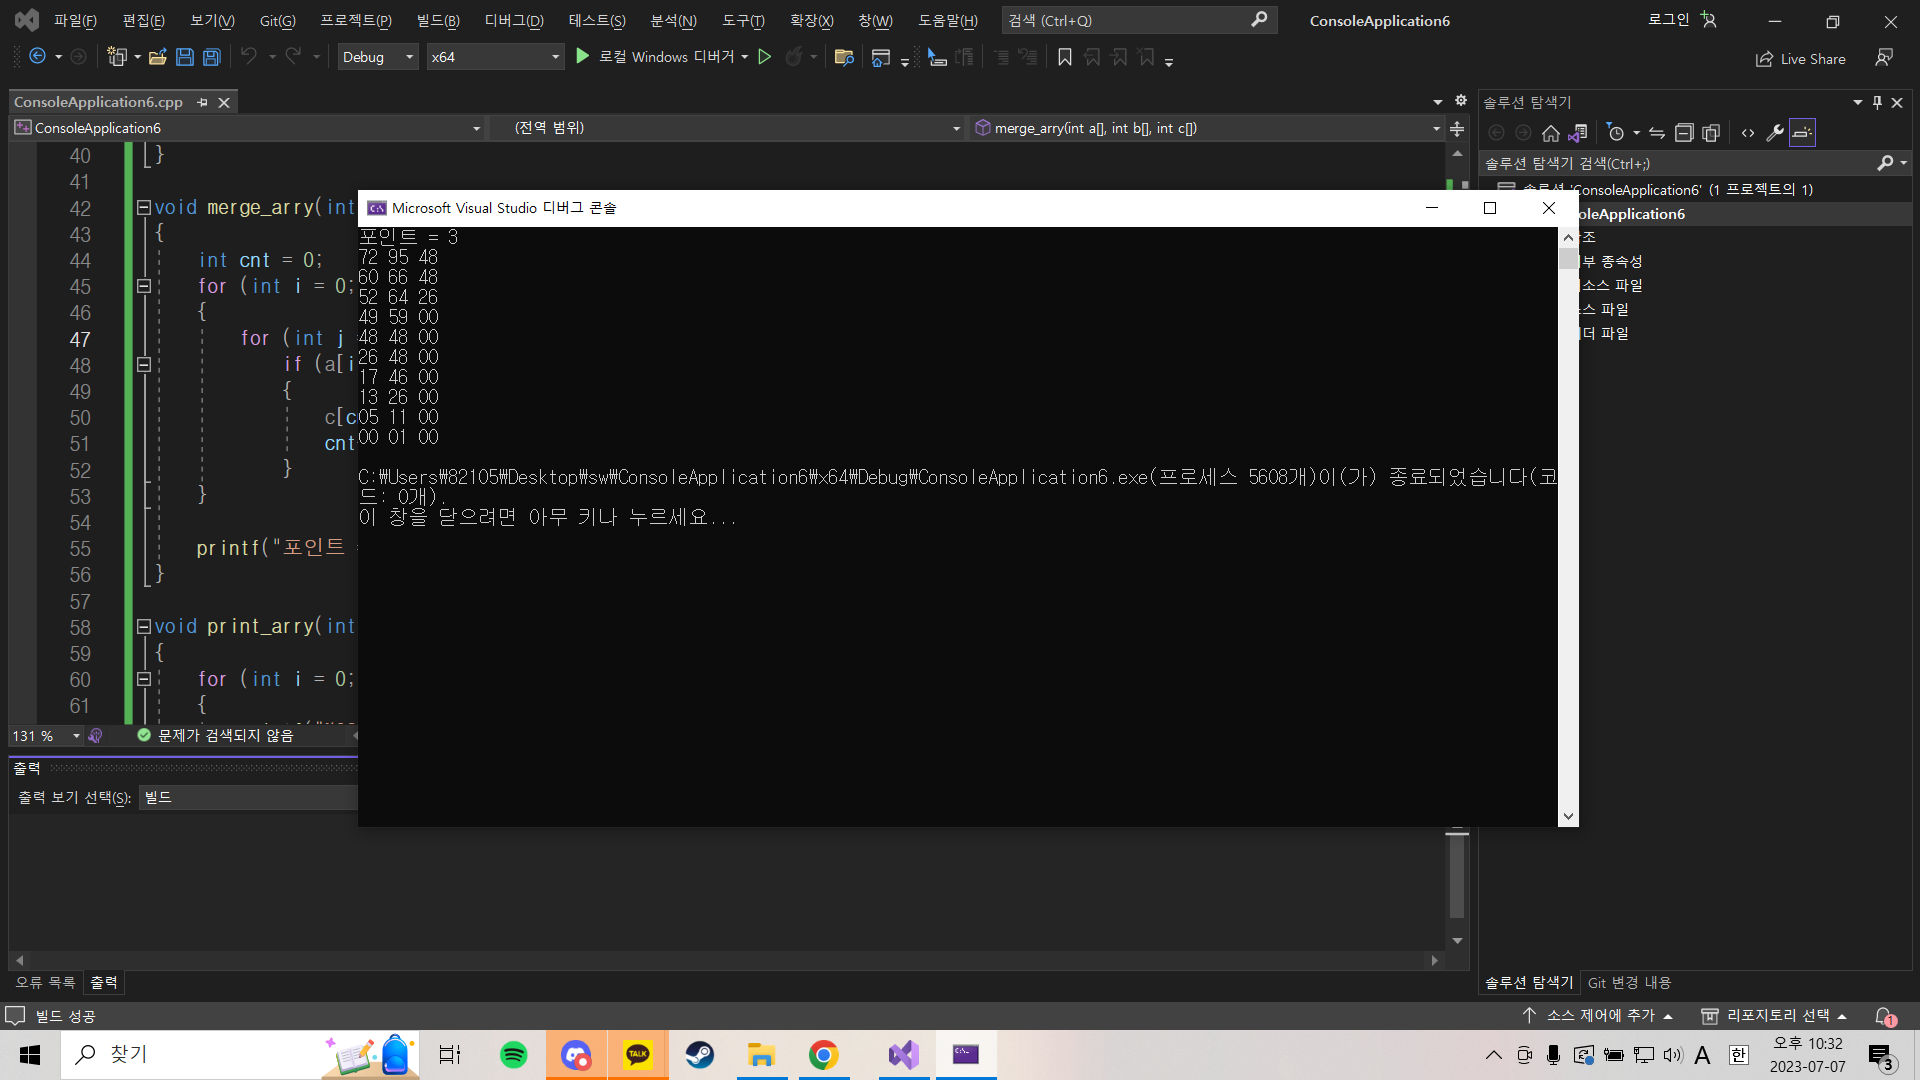 파일(F) 편집(E) 보기(V) Git(G) 프로젝트(P) 빌드(B) 디버그(D) 테스트(S) 분석(N) 도구(T) 확장(X) 창(W) 도움말(H) 검색 (Ctrl+Q) ConsoleApplication6 로그인
Debug x64 로컬 Windows 디버거 Live Share
ConsoleApplication6.cpp
ConsoleApplication6 (전역 범위) merge_arry(int a[], int b[], int c[])
40 }
41
42 void merge_arry(int
43 {
44 int cnt = 0;
45 for (int i = 0;
46 {
47 for (int j
48 if (a[i
49 {
50 c[c
51 cnt
52 }
53 }
54
55 printf("포인트
56 }
57
58 void print_arry(int
59 {
60 for (int i = 0;
61 {
131 % 문제가 검색되지 않음
Microsoft Visual Studio 디버그 콘솔
포인트 = 3
72 95 48
60 66 48
52 64 26
49 59 00
48 48 00
26 48 00
17 46 00
13 26 00
05 11 00
00 01 00
C:₩Users₩82105₩Desktop₩sw₩ConsoleApplication6₩x64₩Debug₩ConsoleApplication6.exe(프로세스 5608개)이(가) 종료되었습니다(코
드: 0개).
이 창을 닫으려면 아무 키나 누르세요...
솔루션 탐색기
솔루션 탐색기 검색(Ctrl+;)
솔루션 'ConsoleApplication6' (1 프로젝트의 1)
oleApplication6
조
부 종속성
소스 파일
스 파일
더 파일
출력
출력 보기 선택(S): 빌드
오류 목록 출력
솔루션 탐색기 Git 변경 내용
빌드 성공 소스 제어에 추가 리포지토리 선택 1
찾기 TALK A 한 오후 10:32
2023-07-07 3